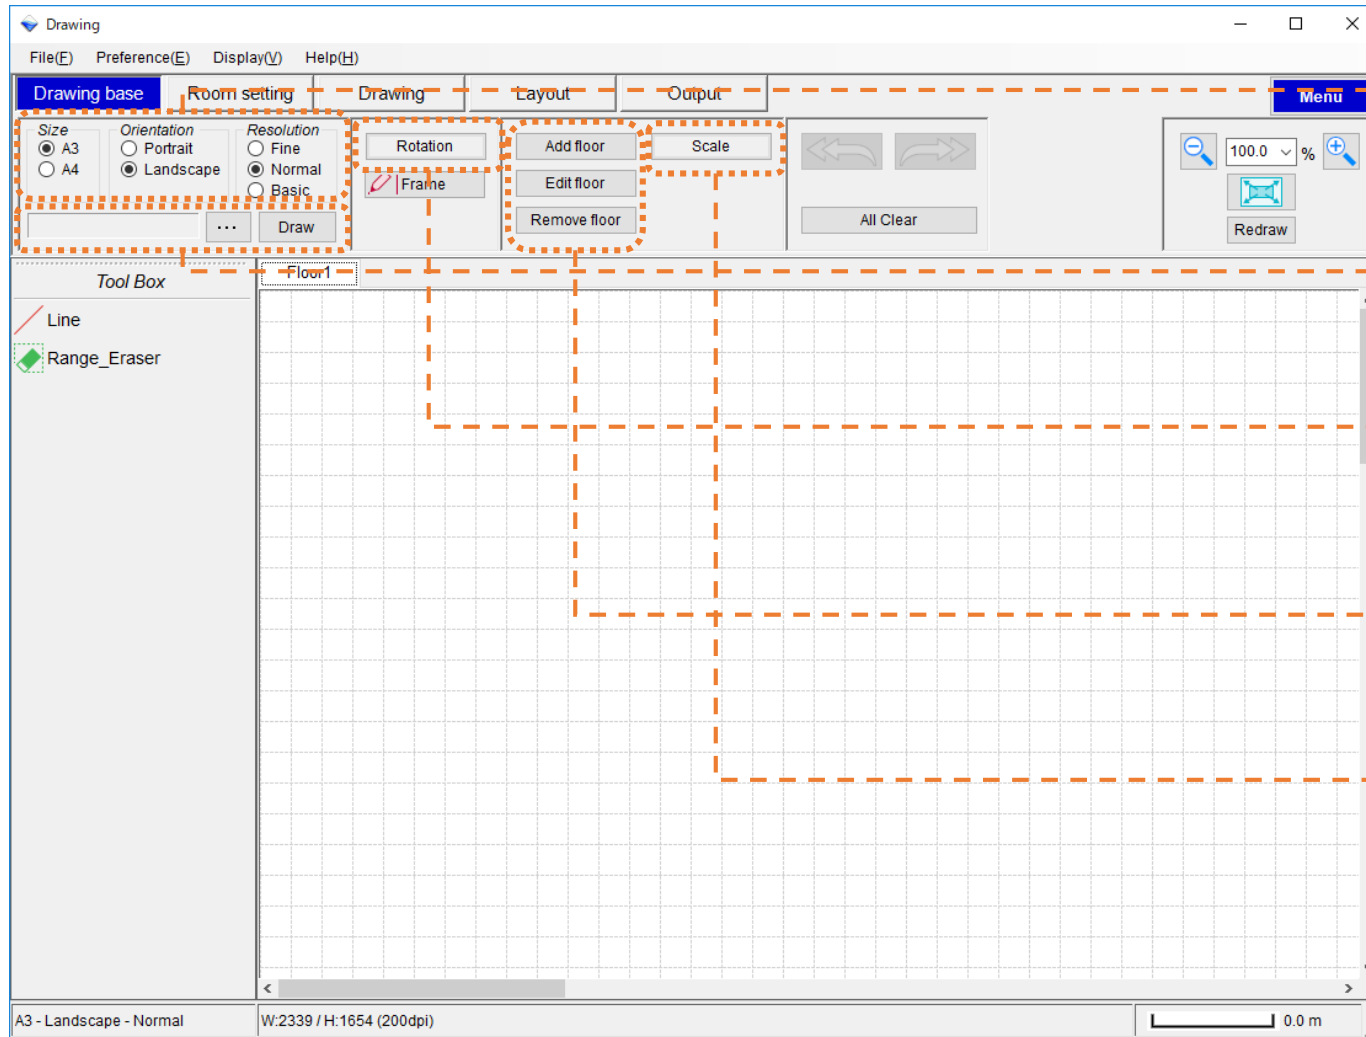 Drawing
File(F) Preference(E) Display(V) Help(H)
Drawing base Room setting Drawing Layout Output Menu
Size Orientation Resolution
A3 Portrait Fine Rotation Add floor Scale 100.0 %
A4 Landscape Normal Frame Edit floor
Basic
... Draw Remove floor All Clear Redraw
Tool Box Floor1
Line
Range_Eraser
A3 - Landscape - Normal W:2339 / H:1654 (200dpi) 0.0 m